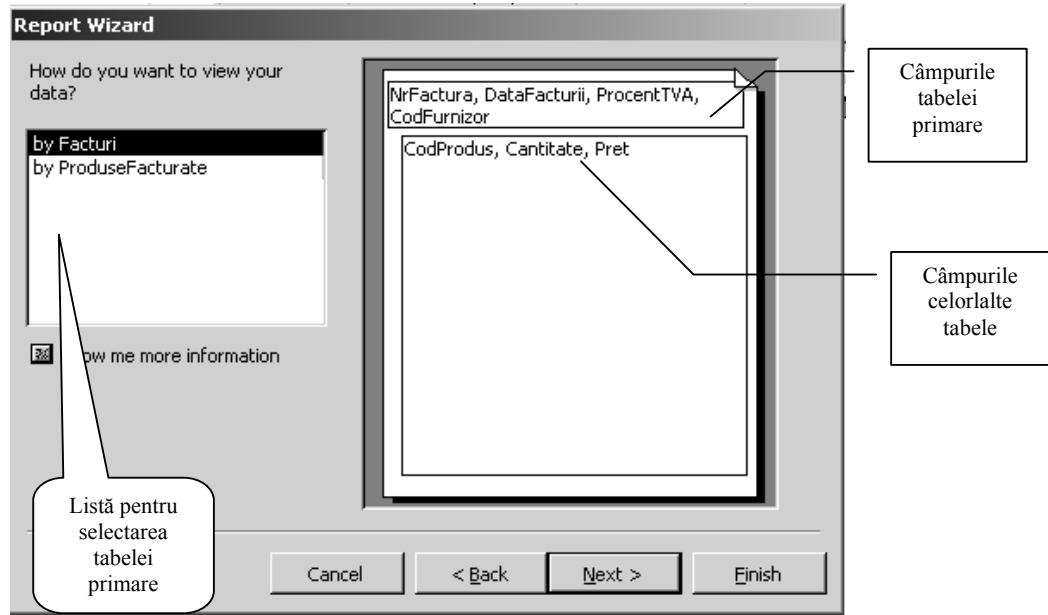 Report Wizard
How do you want to view your
data?
by Facturi
by ProduseFacturate
NrFactura, DataFacturii, ProcentTVA,
CodFurnizor
CodProdus, Cantitate, Pret
Câmpurile
tabelei
primare
Câmpurile
celorlalte
tabele
ow me more information
Listă pentru
selectarea
tabelei
primare
Cancel
< Back
Next >
Finish